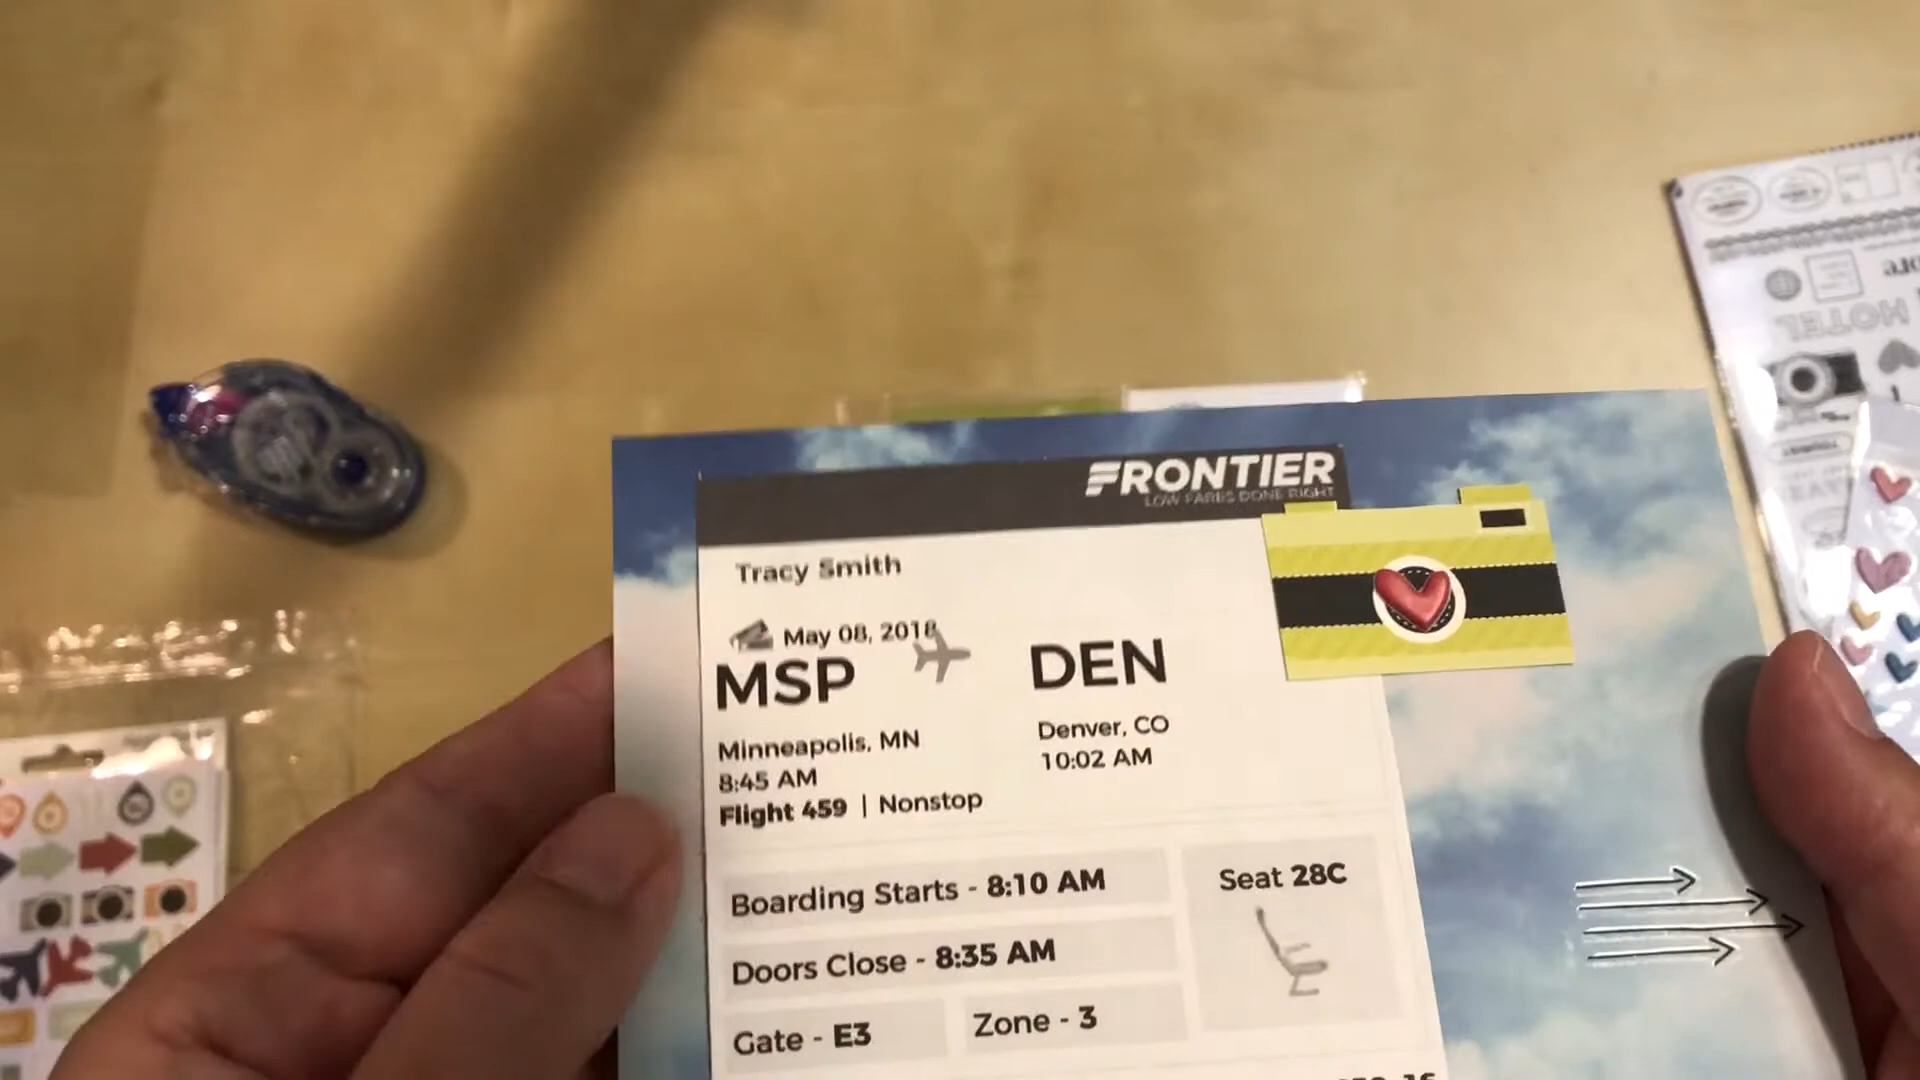 FRONTIER
LOW FARES DONE RIGHT
Tracy Smith
May 08, 2018
MSP
DEN
Minneapolis, MN
Denver, CO
8:45 AM
10:02 AM
Flight 459 | Nonstop
Boarding Starts - 8:10 AM
Seat 28C
Doors Close - 8:35 AM
Gate - E3
Zone - 3
HOTEL